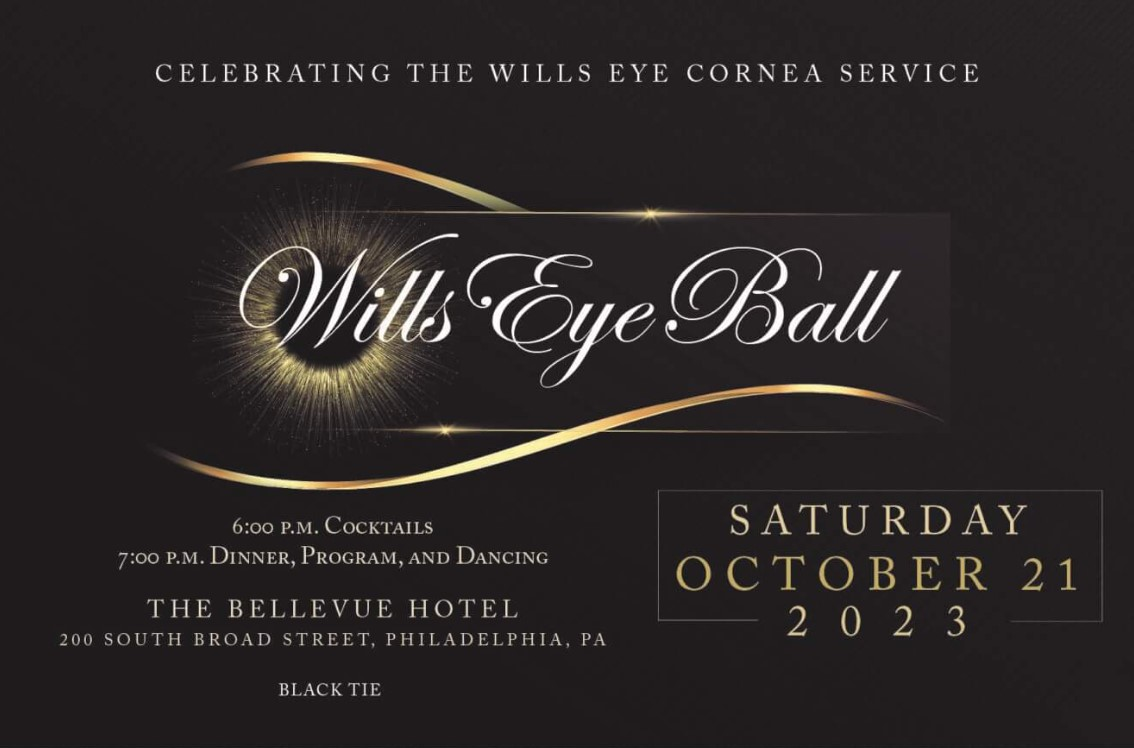 CELEBRATING THE WILLS EYE CORNEA SERVICE
Wills Eye Ball
6:00 P.M. COCKTAILS
7:00 P.M. DINNER, PROGRAM, AND DANCING
THE BELLEVUE HOTEL
200 SOUTH BROAD STREET, PHILADELPHIA, PA
BLACK TIE
SATURDAY
OCTOBER 21
2023